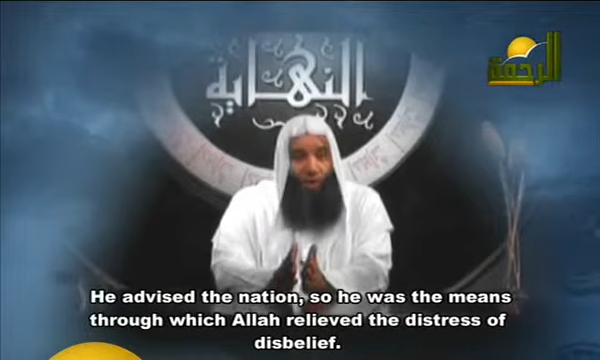 النهاية
الرحمة
He advised the nation, so he was the means
through which Allah relieved the distress of
disbelief.